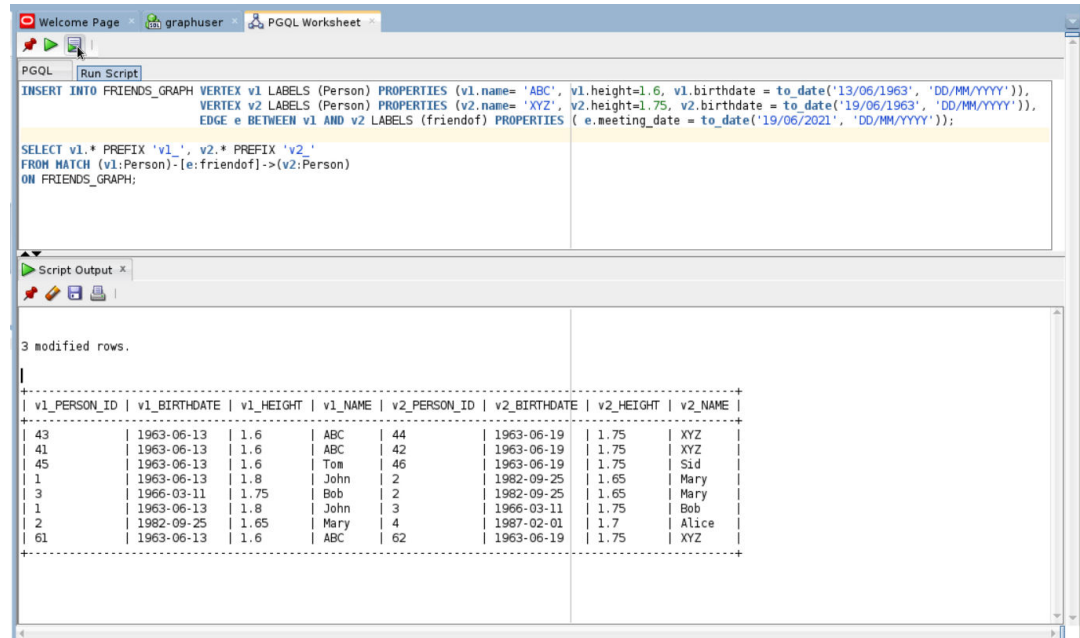 Welcome Page graphuser PGQL Worksheet
PGQL Run Script
INSERT INTO FRIENDS_GRAPH VERTEX v1 LABELS (Person) PROPERTIES (v1.name= 'ABC', v1.height=1.6, v1.birthdate = to_date('13/06/1963', 'DD/MM/YYYY')),
VERTEX v2 LABELS (Person) PROPERTIES (v2.name= 'XYZ', v2.height=1.75, v2.birthdate = to_date('19/06/1963', 'DD/MM/YYYY')),
EDGE e BETWEEN v1 AND v2 LABELS (friendof) PROPERTIES ( e.meeting_date = to_date('19/06/2021', 'DD/MM/YYYY'));
SELECT v1.* PREFIX 'v1_', v2.* PREFIX 'v2_'
FROM MATCH (v1:Person)-[e:friendof]->(v2:Person)
ON FRIENDS_GRAPH;
Script Output
3 modified rows.
| v1_PERSON_ID | v1_BIRTHDATE | v1_HEIGHT | v1_NAME | v2_PERSON_ID | v2_BIRTHDATE | v2_HEIGHT | v2_NAME |
| 43 | 1963-06-13 | 1.6 | ABC | 44 | 1963-06-19 | 1.75 | XYZ |
| 41 | 1963-06-13 | 1.6 | ABC | 42 | 1963-06-19 | 1.75 | XYZ |
| 45 | 1963-06-13 | 1.6 | Tom | 46 | 1963-06-19 | 1.75 | Sid |
| 1 | 1963-06-13 | 1.8 | John | 2 | 1982-09-25 | 1.65 | Mary |
| 3 | 1966-03-11 | 1.75 | Bob | 2 | 1982-09-25 | 1.65 | Mary |
| 1 | 1963-06-13 | 1.8 | John | 3 | 1966-03-11 | 1.75 | Bob |
| 2 | 1982-09-25 | 1.65 | Mary | 4 | 1987-02-01 | 1.7 | Alice |
| 61 | 1963-06-13 | 1.6 | ABC | 62 | 1963-06-19 | 1.75 | XYZ |